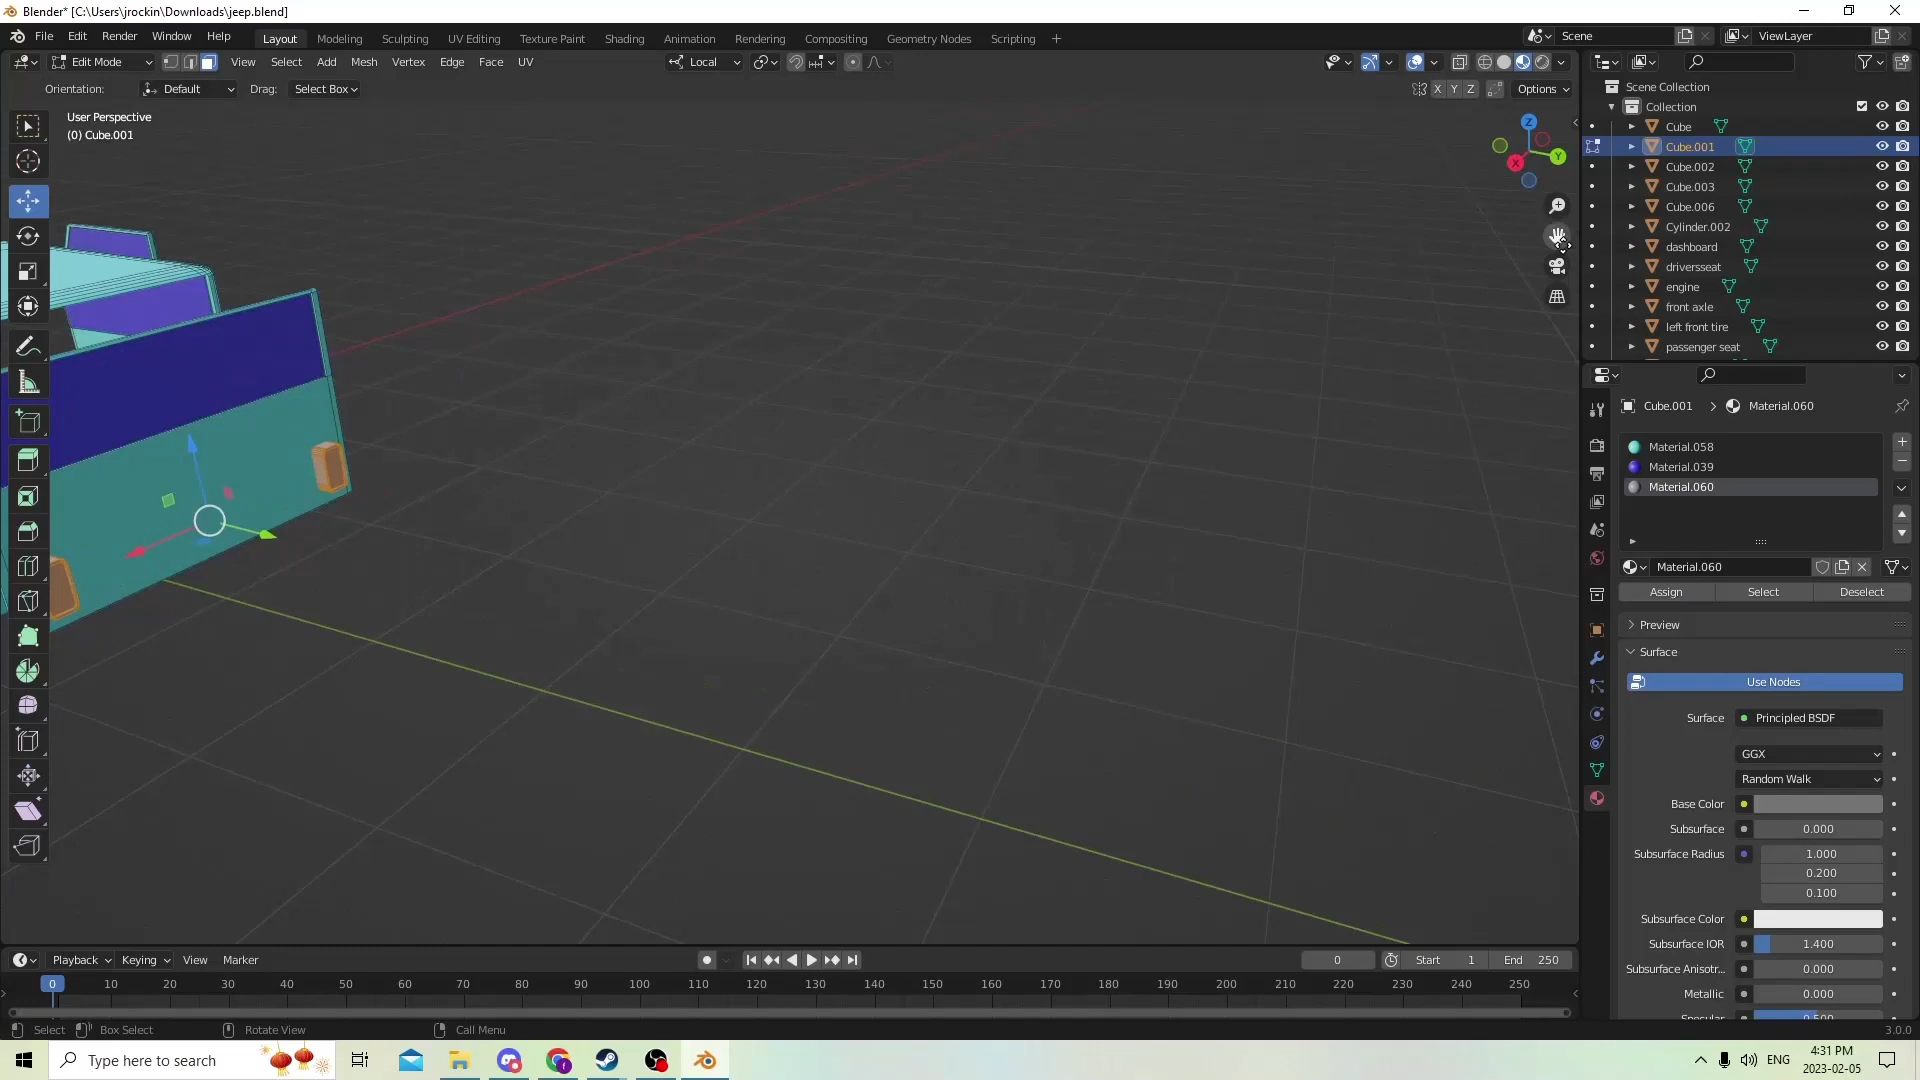 Blender* [C:\Users\jrockin\Downloads\jeep.blend]
File Edit Render Window Help Layout Modeling Sculpting UV Editing Texture Paint Shading Animation Rendering Compositing Geometry Nodes Scripting + Scene ViewLayer
Edit Mode View Select Add Mesh Vertex Edge Face UV Local
Orientation: Default Drag: Select Box X Y Z Options
User Perspective
(0) Cube.001
Z
Y
X
Scene Collection
Collection
Cube
Cube.001
Cube.002
Cube.003
Cube.006
Cylinder.002
dashboard
driversseat
engine
front axle
left front tire
passenger seat
Cube.001 > Material.060
Material.058
Material.039
Material.060
Material.060
Assign Select Deselect
Preview
Surface
Use Nodes
Surface Principled BSDF
GGX
Random Walk
Base Color
Subsurface 0.000
Subsurface Radius 1.000
0.200
0.100
Subsurface Color
Subsurface IOR 1.400
Subsurface Anisotr... 0.000
Metallic 0.000
Specular 0.500
Playback Keying View Marker 0 Start 1 End 250
0 10 20 30 40 50 60 70 80 90 100 110 120 130 140 150 160 170 180 190 200 210 220 230 240 250
Select Box Select Rotate View Call Menu 3.0.0
Type here to search ENG 4:31 PM
2023-02-05